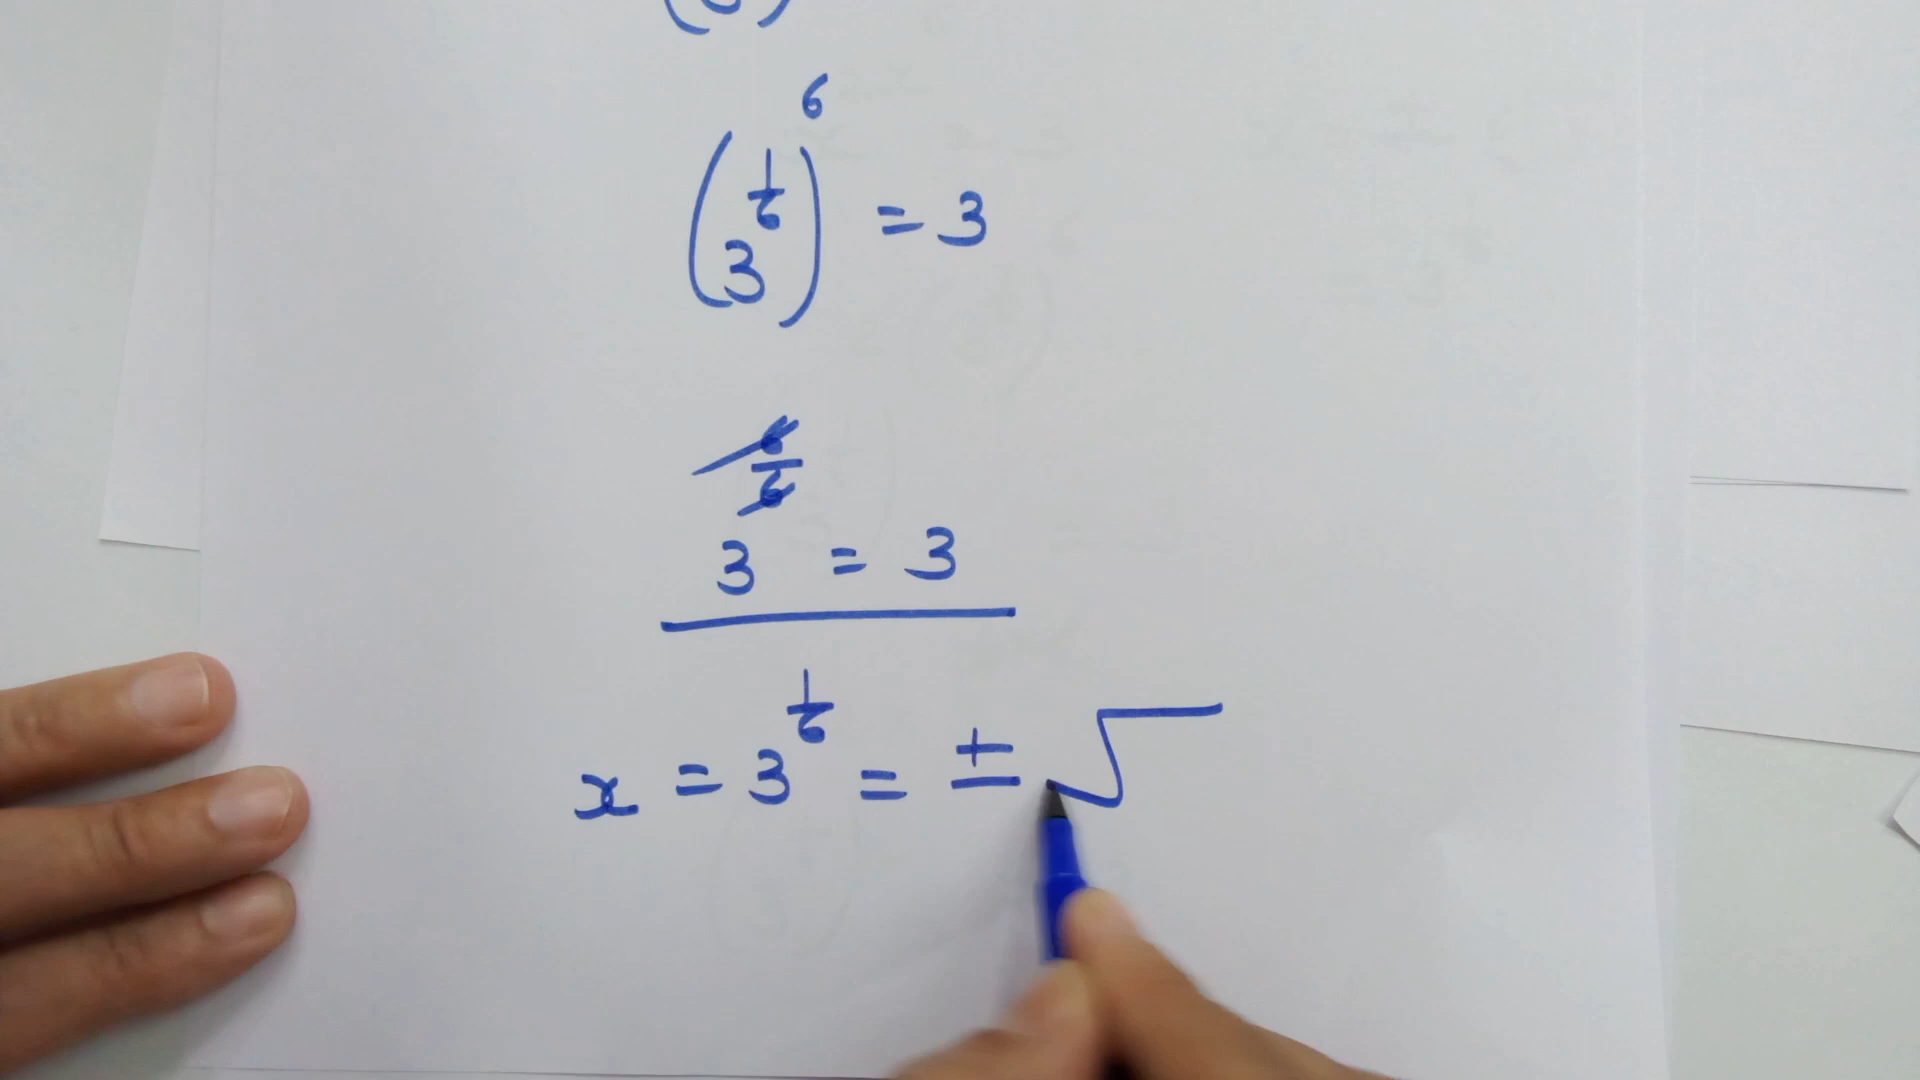 (3^{1/6})^6 = 3
3^{6/6} = 3
x = 3^{1/6} = ± √